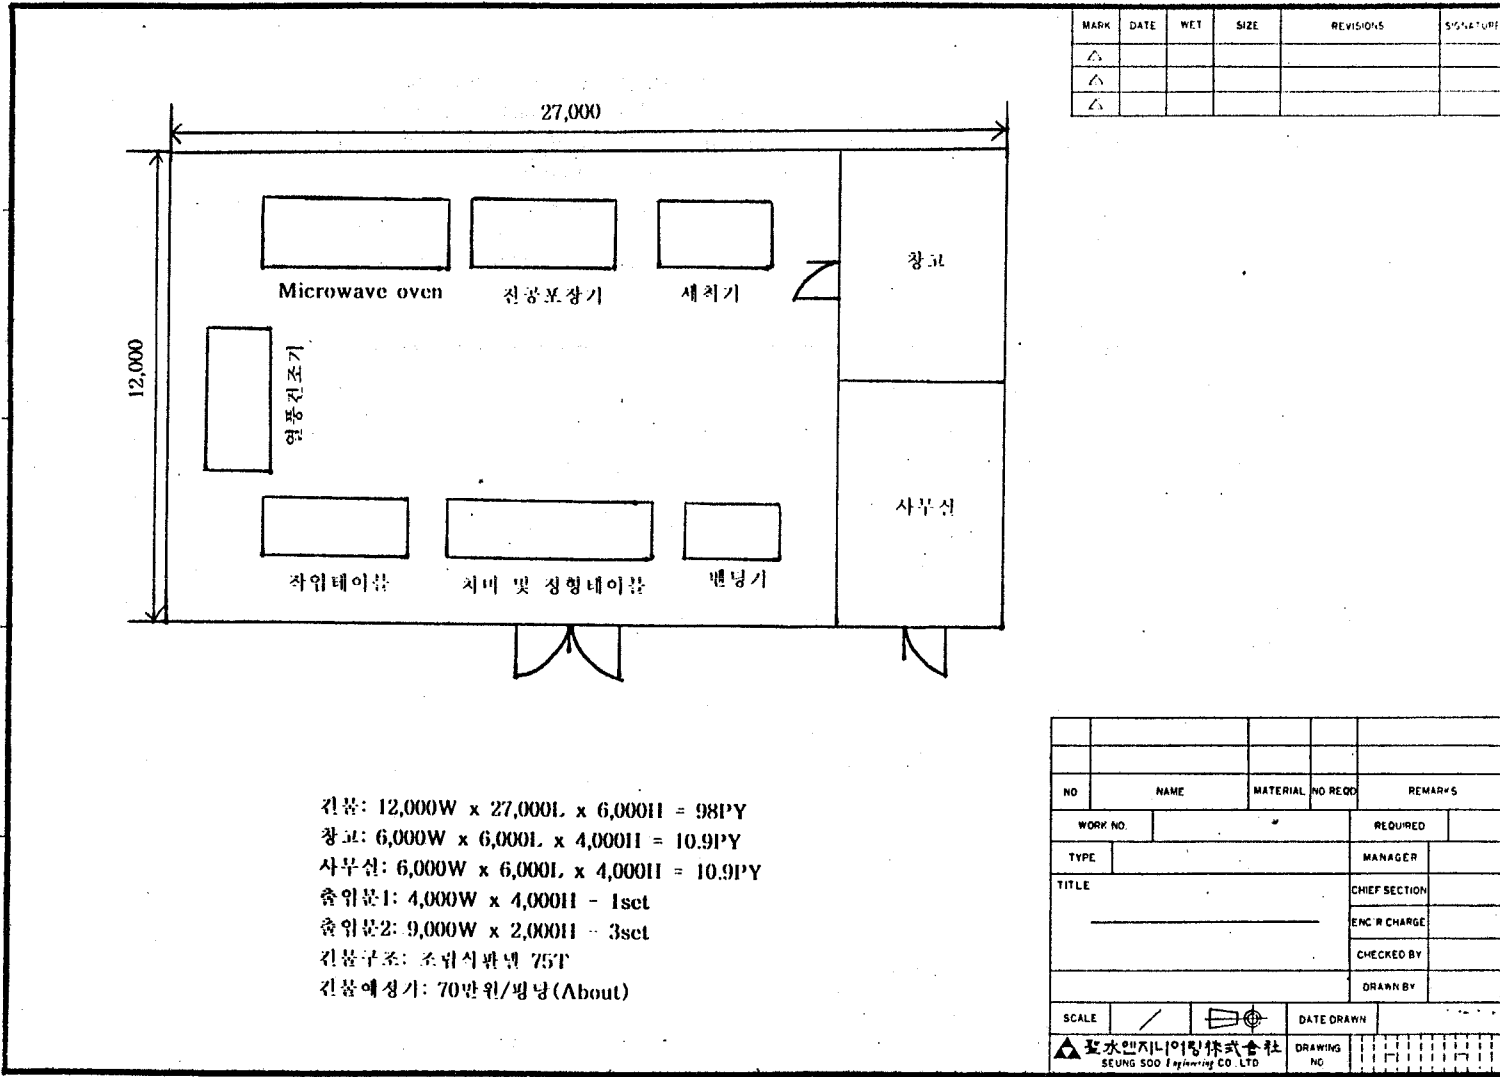 MARK DATE WET SIZE REVISIONS SIGNATURE
27,000
12,000
Microwave oven
진공포장기
세척기
창고
열풍건조기
사무실
작업테이블
치미 및 정형테이블
밴딩기
건물: 12,000W x 27,000L x 6,000H = 98PY
창고: 6,000W x 6,000L x 4,000H = 10.9PY
사무실: 6,000W x 6,000L x 4,000H = 10.9PY
출입문1: 4,000W x 4,000H - 1set
출입문2: 9,000W x 2,000H - 3set
건물구조: 조립식판넬 75T
건물예정가: 70만원/평당(About)
NO NAME MATERIAL NO REQD REMARKS
WORK NO. REQUIRED
TYPE MANAGER
TITLE CHIEF SECTION
ENG'R CHARGE
CHECKED BY
DRAWN BY
SCALE DATE DRAWN
聖水엔지니어링株式會社
SEUNG SOO Engineering CO. LTD
DRAWING NO